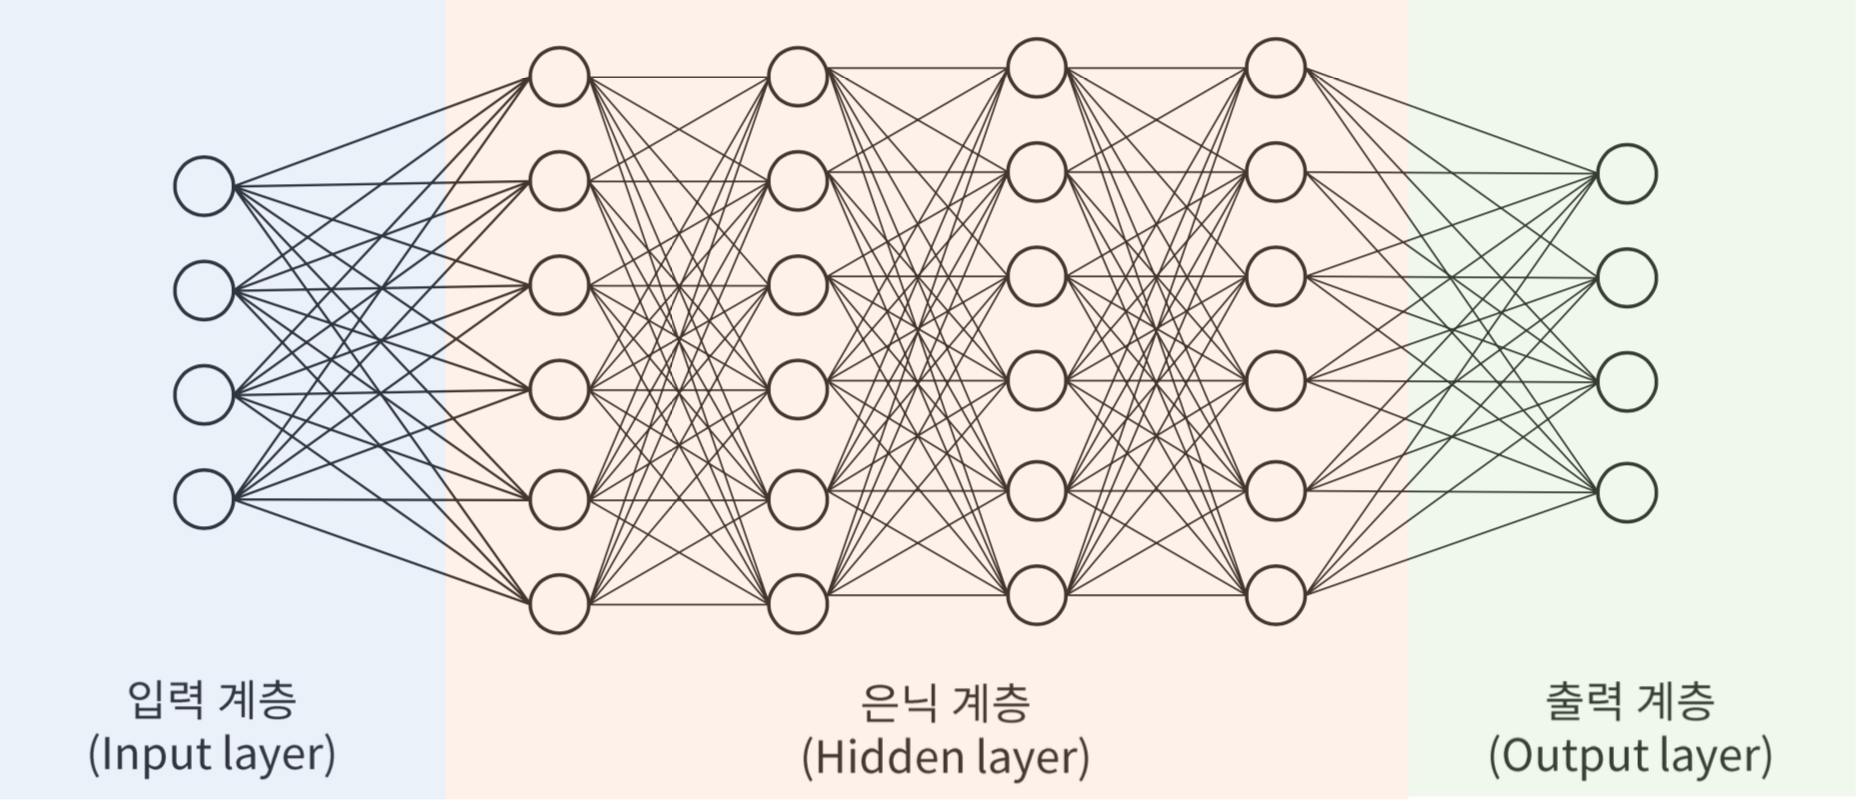 입력 계층
(Input layer)
은닉 계층
(Hidden layer)
출력 계층
(Output layer)